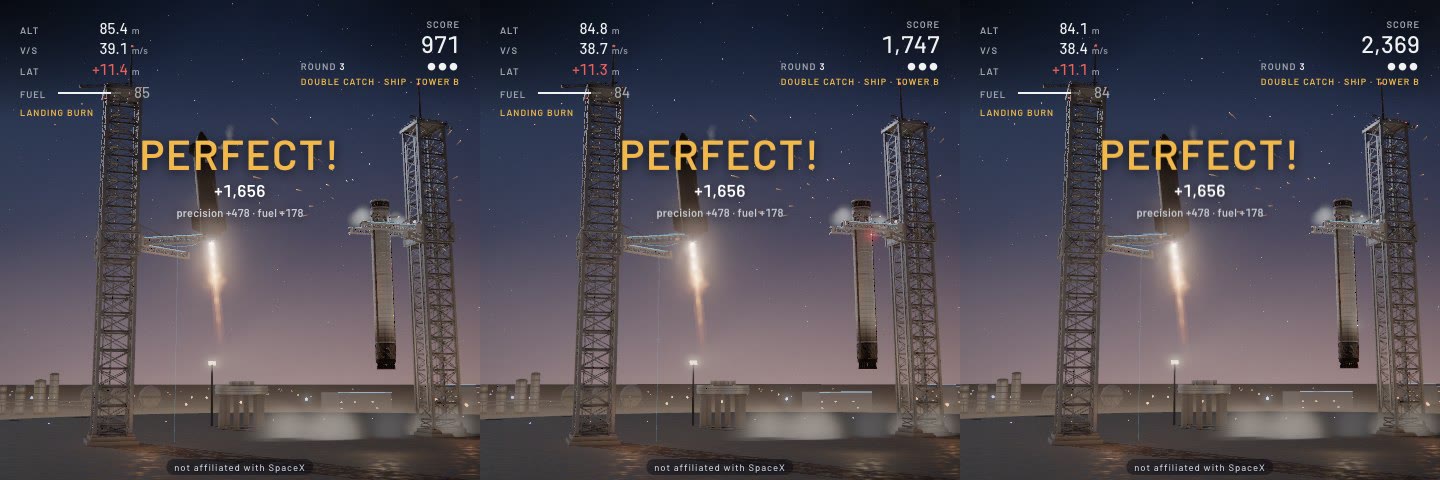 ALT 85.4 m
V/S 39.1 m/s
LAT +11.4 m
FUEL 85
LANDING BURN
SCORE
971
ROUND 3
DOUBLE CATCH · SHIP · TOWER B
PERFECT!
+1,656
precision +478 · fuel +178
not affiliated with SpaceX
ALT 84.8 m
V/S 38.7 m/s
LAT +11.3 m
FUEL 84
LANDING BURN
SCORE
1,747
ROUND 3
DOUBLE CATCH · SHIP · TOWER B
PERFECT!
+1,656
precision +478 · fuel +178
not affiliated with SpaceX
ALT 84.1 m
V/S 38.4 m/s
LAT +11.1 m
FUEL 84
LANDING BURN
SCORE
2,369
ROUND 3
DOUBLE CATCH · SHIP · TOWER B
PERFECT!
+1,656
precision +478 · fuel +178
not affiliated with SpaceX